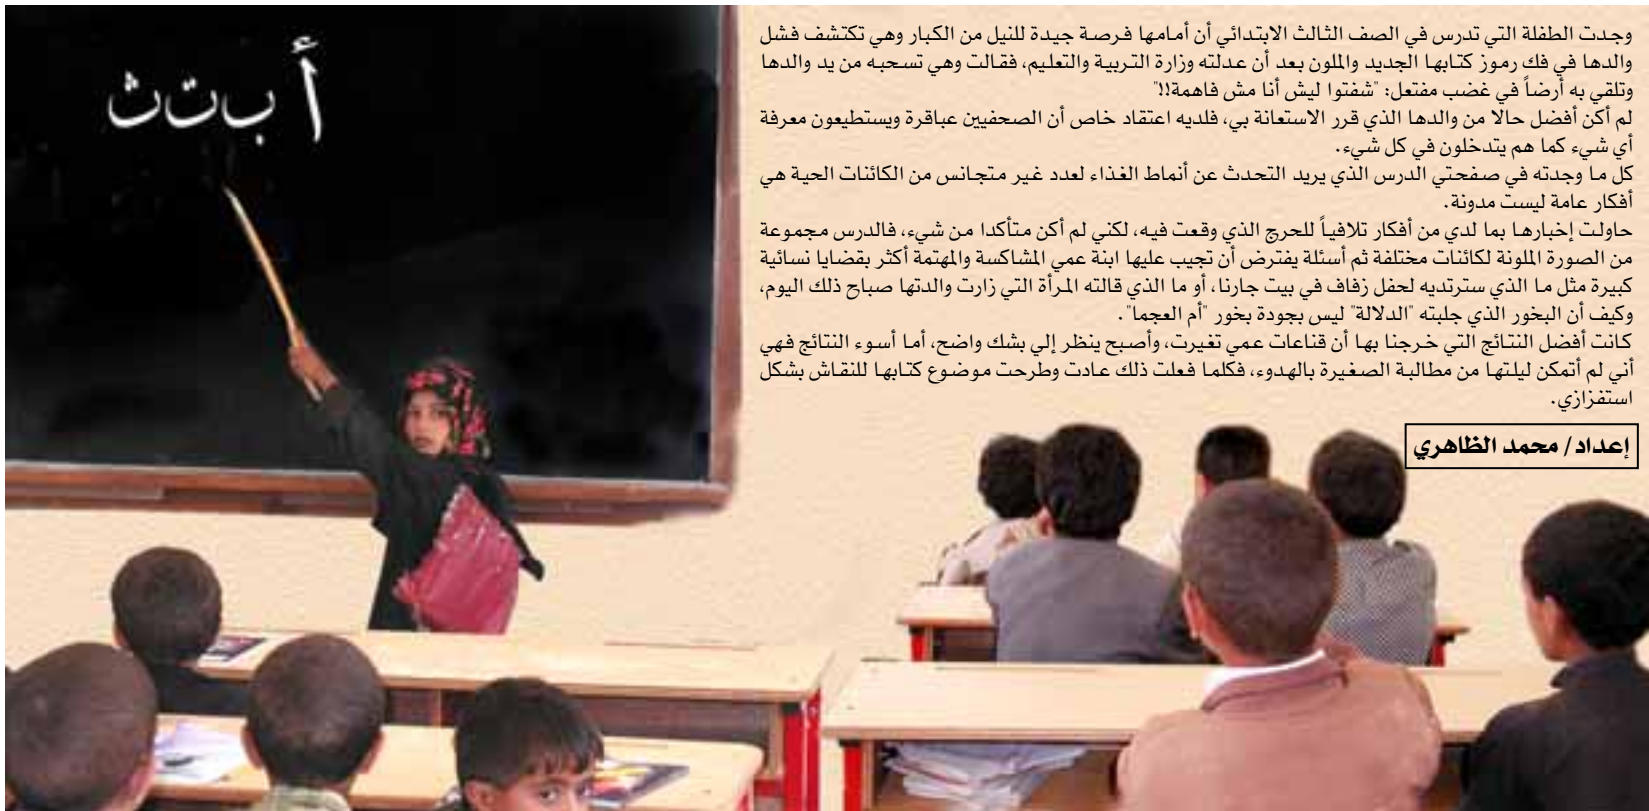 أ ب ت ث
وجدت الطفلة التي تدرس في الصف الثالث الابتدائي أن أمامها فرصة جيدة للنيل من الكبار وهي تكتشف فشل
والدها في فك رموز كتابها الجديد والملون بعد أن عدلته وزارة التربية والتعليم، فقالت وهي تسحبه من يد والدها
وتلقي به أرضاً في غضب مفتعل: "شفتوا ليش أنا مش فاهمة!!"
لم أكن أفضل حالا من والدها الذي قرر الاستعانة بي، فلديه اعتقاد خاص أن الصحفيين عباقرة ويستطيعون معرفة
أي شيء كما هم يتدخلون في كل شيء.
كل ما وجدته في صفحتي الدرس الذي يريد التحدث عن أنماط الغذاء لعدد غير متجانس من الكائنات الحية هي
أفكار عامة ليست مدونة.
حاولت إخبارها بما لدي من أفكار تلافياً للحرج الذي وقعت فيه، لكني لم أكن متأكدا من شيء، فالدرس مجموعة
من الصورة الملونة لكائنات مختلفة ثم أسئلة يفترض أن تجيب عليها ابنة عمي المشاكسة والمهتمة أكثر بقضايا نسائية
كبيرة مثل ما الذي سترتديه لحفل زفاف في بيت جارنا، أو ما الذي قالته المرأة التي زارت والدتها صباح ذلك اليوم،
وكيف أن البخور الذي جلبته "الدلالة" ليس بجودة بخور "أم العجما".
كانت أفضل النتائج التي خرجنا بها أن قناعات عمي تغيرت، وأصبح ينظر إلي بشك واضح، أما أسوء النتائج فهي
أني لم أتمكن ليلتها من مطالبة الصغيرة بالهدوء، فكلما فعلت ذلك عادت وطرحت موضوع كتابها للنقاش بشكل
استفزازي.
إعداد / محمد الظاهري